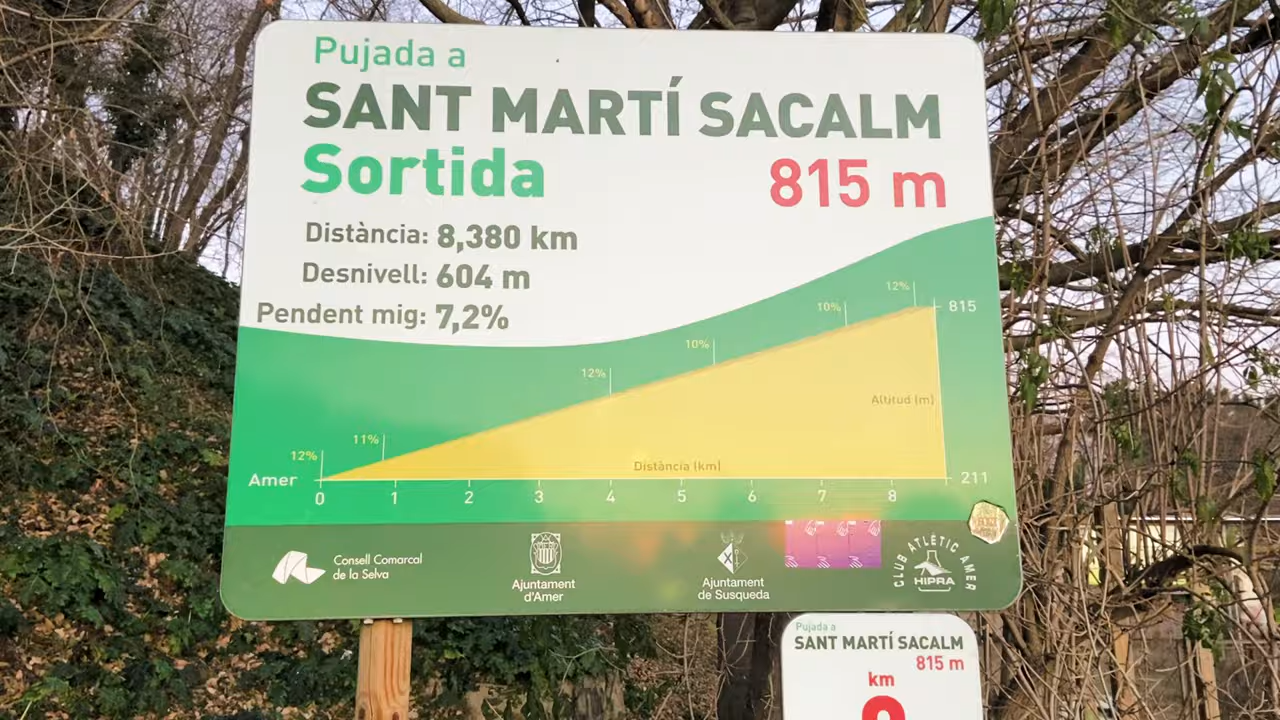 Pujada a
SANT MARTÍ SACALM
Sortida
815 m
Distància: 8,380 km
Desnivell: 604 m
Pendent mig: 7,2%
12%
11%
12%
10%
10%
12%
815
Altitud (m)
Distància (km)
Amer
211
0 1 2 3 4 5 6 7 8
Consell Comarcal
de la Selva
Ajuntament
d'Amer
Ajuntament
de Susqueda
CLUB ATLÈTIC AMER
HIPRA
Pujada a
SANT MARTÍ SACALM
815 m
km